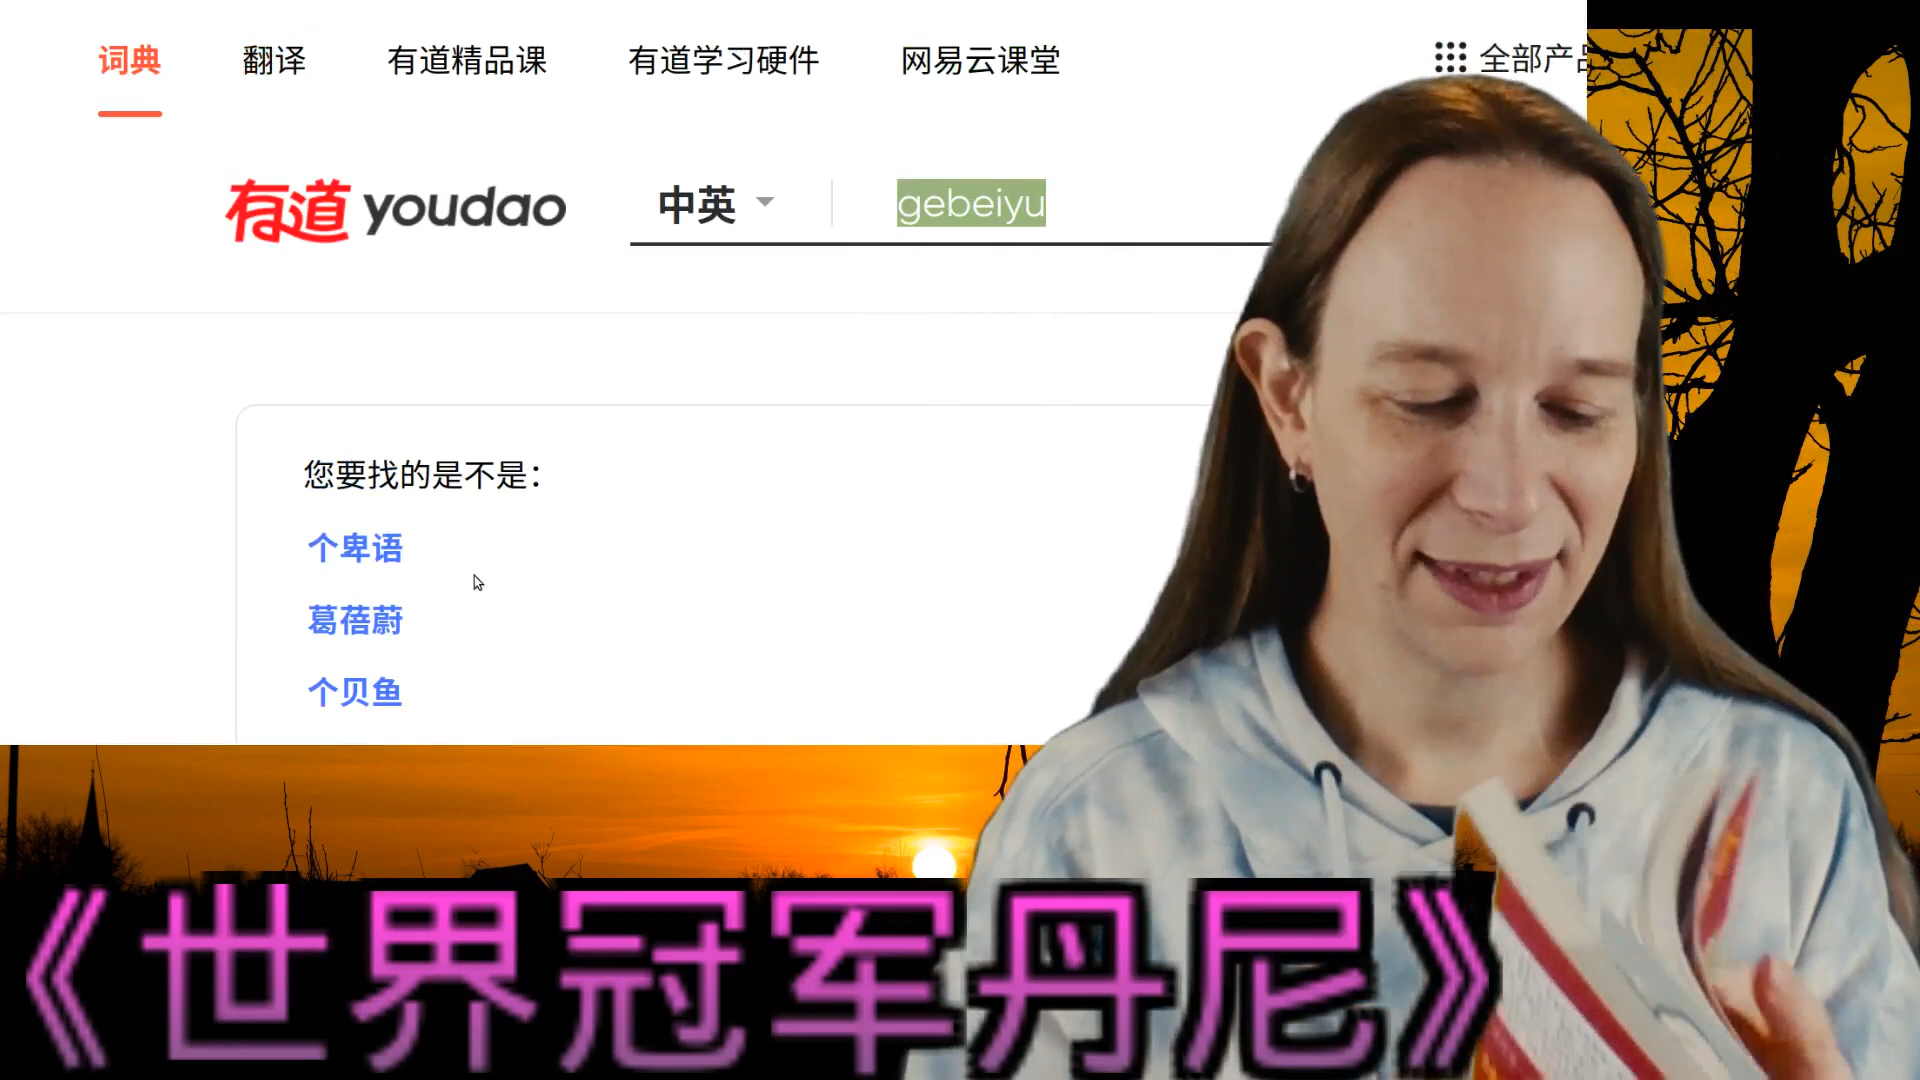 词典 翻译 有道精品课 有道学习硬件 网易云课堂 全部产品
有道 youdao 中英 gebeiyu
您要找的是不是：
个卑语
葛蓓蔚
个贝鱼
《世界冠军丹尼》